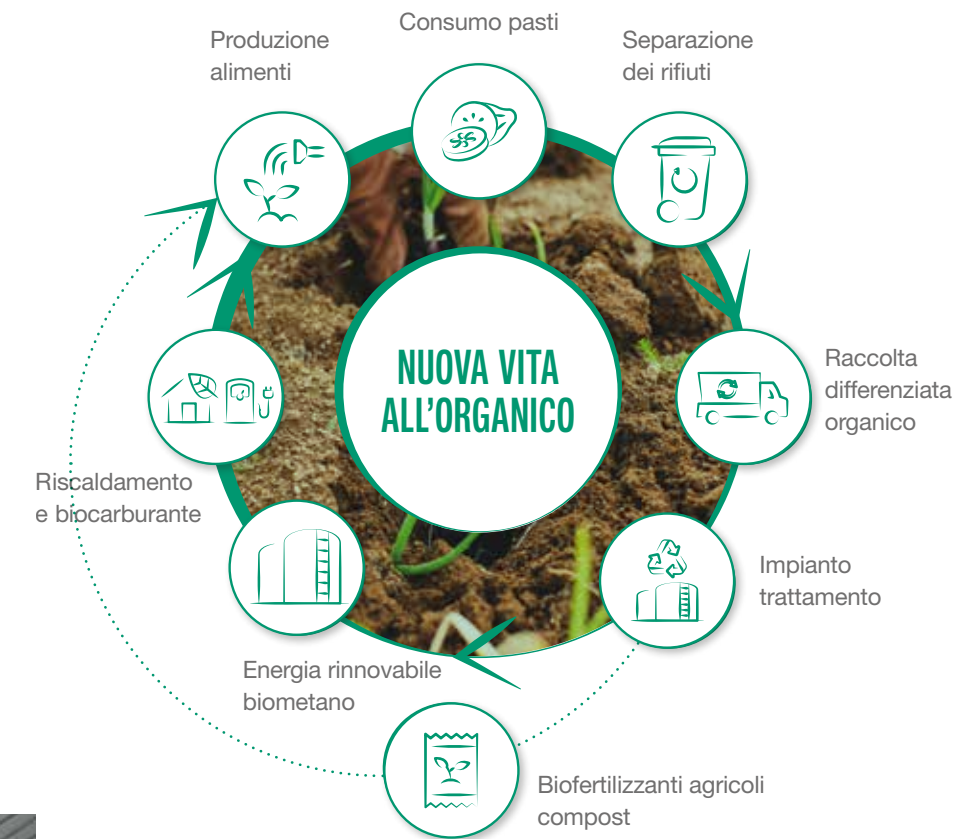 Consumo pasti
Produzione
alimenti
Separazione
dei rifiuti
NUOVA VITA
ALL'ORGANICO
Raccolta
differenziata
organico
Riscaldamento
e biocarburante
Impianto
trattamento
Energia rinnovabile
biometano
Biofertilizzanti agricoli
compost